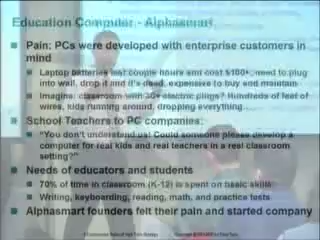 Education Computer - Alphasmart
Pain: PCs were developed with enterprise customers in
mind
Laptop batteries last couple hours and cost $100+, need to plug
into wall, drop it and it's dead, expensive to buy and maintain
Imagine: classroom with 30+ electric plugs? Hundreds of feet of
wires, kids running around, dropping everything…
School Teachers to PC companies:
"You don't understand us! Could someone please develop a
computer for real kids and real teachers in a real classroom
setting?"
Needs of educators and students
70% of time in classroom (K-12) is spent on basic skills
Writing, keyboarding, reading, math, and practice tests
Alphasmart founders felt their pain and started company